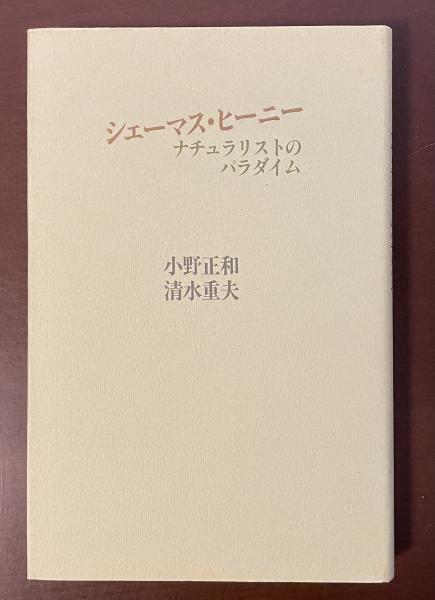 シェーマス・ヒーニー
ナチュラリストの
パラダイム
小野正和
清水重夫